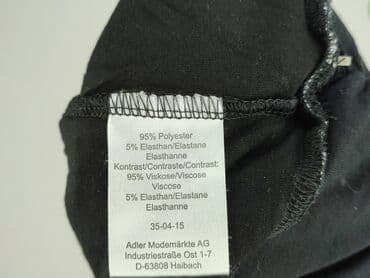 95% Polyester
5% Elasthan/Elastane
Elasthanne
Kontrast/Contraste/Contrast:
95% Viskose/Viscose
Viscose
5% Elasthan/Elastane
Elasthanne
35-04-15
Adler Modemärkte AG
Industriestraße Ost 1-7
D-63808 Haibach